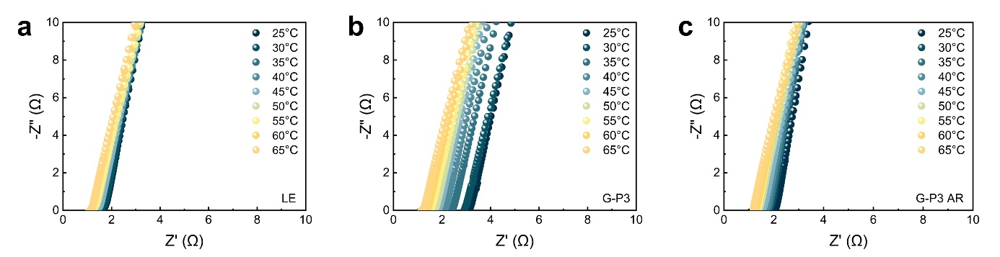 a
10
8
6
4
2
0
-Z" (Ω)
0 2 4 6 8 10
Z' (Ω)
25°C
30°C
35°C
40°C
45°C
50°C
55°C
60°C
65°C
LE
b
10
8
6
4
2
0
-Z" (Ω)
0 2 4 6 8 10
Z' (Ω)
25°C
30°C
35°C
40°C
45°C
50°C
55°C
60°C
65°C
G-P3
c
10
8
6
4
2
0
-Z" (Ω)
0 2 4 6 8 10
Z' (Ω)
25°C
30°C
35°C
40°C
45°C
50°C
55°C
60°C
65°C
G-P3 AR